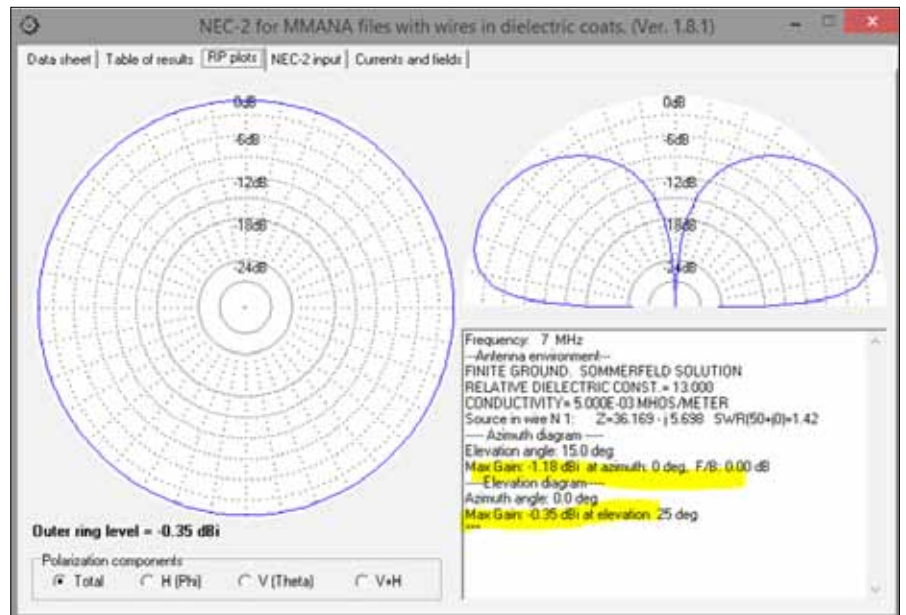 NEC-2 for MMANA files with wires in dielectric coats. (Ver. 1.8.1)
Data sheet | Table of results | RP plots | NEC-2 input | Currents and fields
0dB
-6dB
-12dB
18dB
-24dB
0dB
-6dB
-12dB
18dB
-24dB
Outer ring level = -0.35 dBi
Polarization components
Total H (Phi) V (Theta) V+H
Frequency: 7 MHz
---Antenna environment---
FINITE GROUND. SOMMERFELD SOLUTION
RELATIVE DIELECTRIC CONST.= 13.000
CONDUCTIVITY= 5.000E-03 MHOS/METER
Source in wire N 1: Z=36.169 - j 5.698 SWR(50+j0)=1.42
---- Azimuth diagram ----
Elevation angle: 15.0 deg
Max Gain: -1.18 dBi at azimuth: 0 deg, F/B: 0.00 dB
----Elevation diagram----
Azimuth angle: 0.0 deg
Max Gain: -0.35 dBi at elevation: 25 deg
***